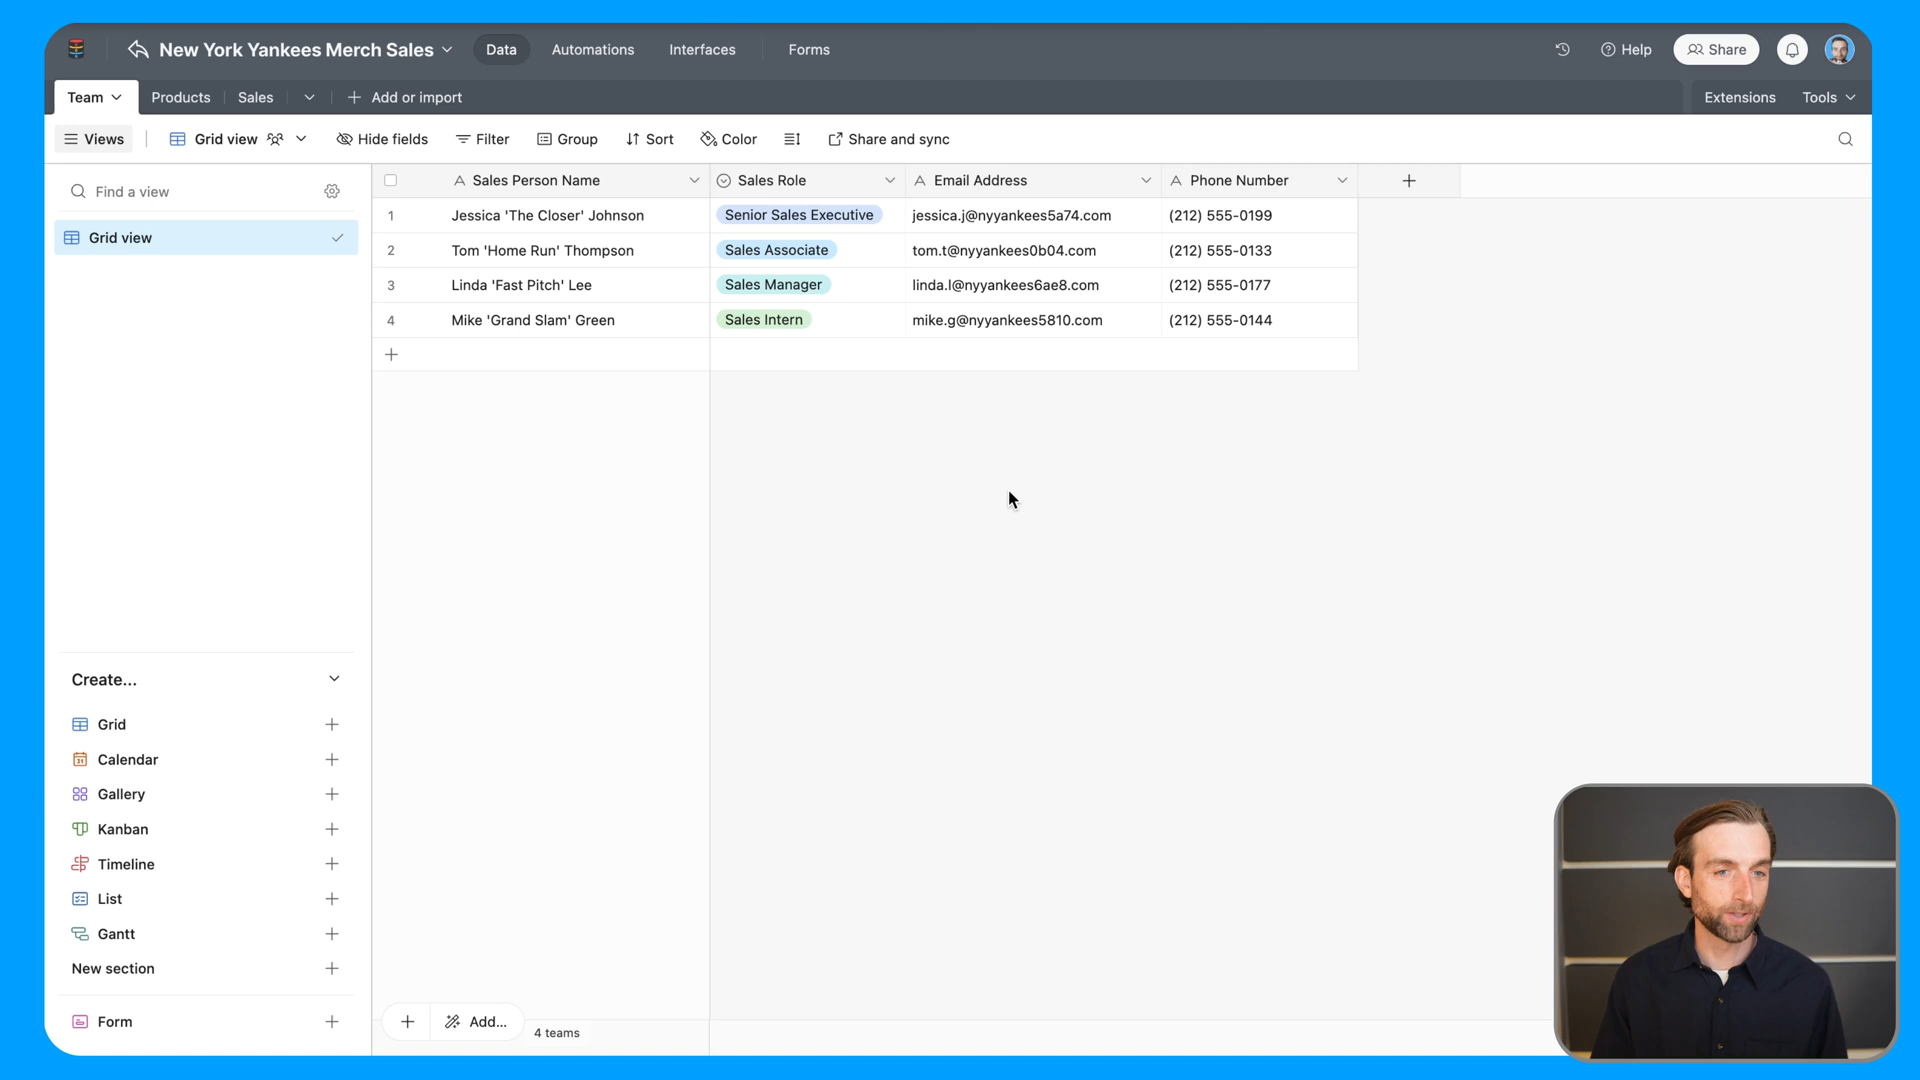 New York Yankees Merch Sales
Data
Automations
Interfaces
Forms
Help
Share
Team
Products
Sales
Add or import
Extensions
Tools
Views
Grid view
Hide fields
Filter
Group
Sort
Color
Share and sync
Find a view
Grid view
Sales Person Name
Sales Role
Email Address
Phone Number
1 Jessica 'The Closer' Johnson Senior Sales Executive jessica.j@nyyankees5a74.com (212) 555-0199
2 Tom 'Home Run' Thompson Sales Associate tom.t@nyyankees0b04.com (212) 555-0133
3 Linda 'Fast Pitch' Lee Sales Manager linda.l@nyyankees6ae8.com (212) 555-0177
4 Mike 'Grand Slam' Green Sales Intern mike.g@nyyankees5810.com (212) 555-0144
Create...
Grid
Calendar
Gallery
Kanban
Timeline
List
Gantt
New section
Form
Add...
4 teams